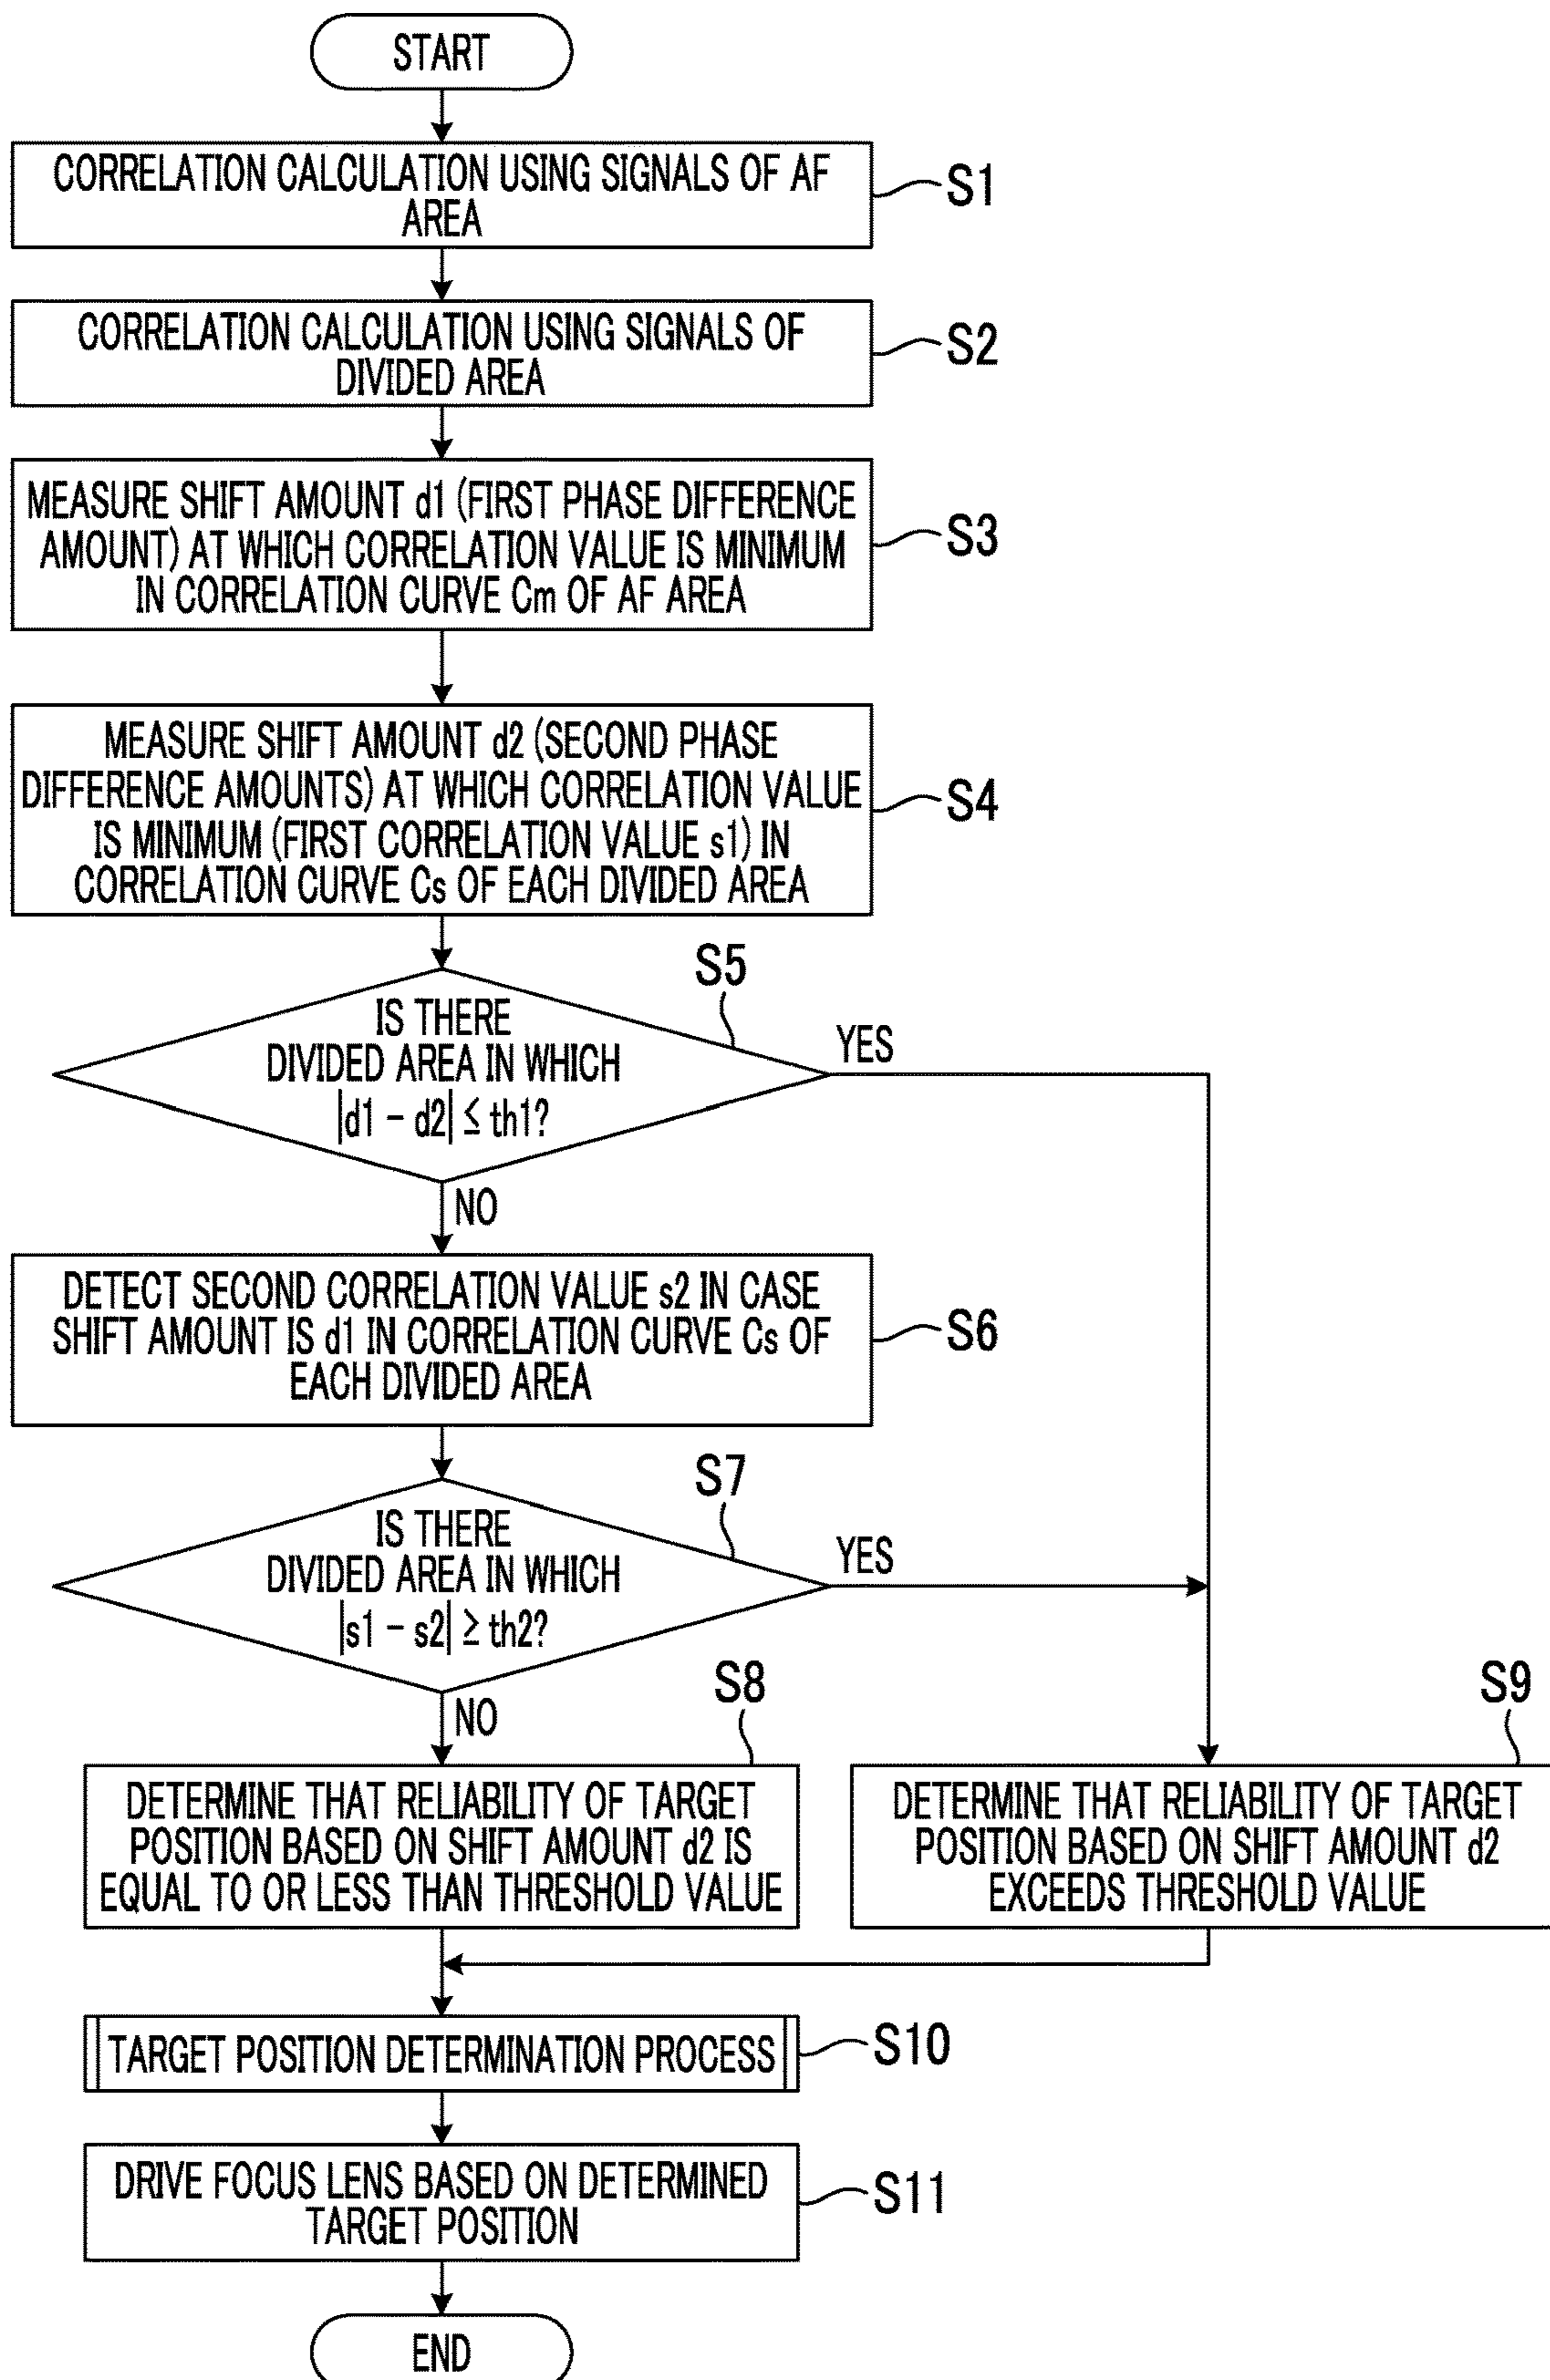 START
CORRELATION CALCULATION USING SIGNALS OF AF
AREA
S1
CORRELATION CALCULATION USING SIGNALS OF
DIVIDED AREA
S2
MEASURE SHIFT AMOUNT d1 (FIRST PHASE DIFFERENCE
AMOUNT) AT WHICH CORRELATION VALUE IS MINIMUM
IN CORRELATION CURVE Cm OF AF AREA
S3
MEASURE SHIFT AMOUNT d2 (SECOND PHASE
DIFFERENCE AMOUNTS) AT WHICH CORRELATION VALUE
IS MINIMUM (FIRST CORRELATION VALUE s1) IN
CORRELATION CURVE Cs OF EACH DIVIDED AREA
S4
S5
IS THERE
DIVIDED AREA IN WHICH
|d1 - d2| ≤ th1?
YES
NO
DETECT SECOND CORRELATION VALUE s2 IN CASE
SHIFT AMOUNT IS d1 IN CORRELATION CURVE Cs OF
EACH DIVIDED AREA
S6
S7
IS THERE
DIVIDED AREA IN WHICH
|s1 - s2| ≥ th2?
YES
NO
S8
DETERMINE THAT RELIABILITY OF TARGET
POSITION BASED ON SHIFT AMOUNT d2 IS
EQUAL TO OR LESS THAN THRESHOLD VALUE
S9
DETERMINE THAT RELIABILITY OF TARGET
POSITION BASED ON SHIFT AMOUNT d2
EXCEEDS THRESHOLD VALUE
TARGET POSITION DETERMINATION PROCESS
S10
DRIVE FOCUS LENS BASED ON DETERMINED
TARGET POSITION
S11
END